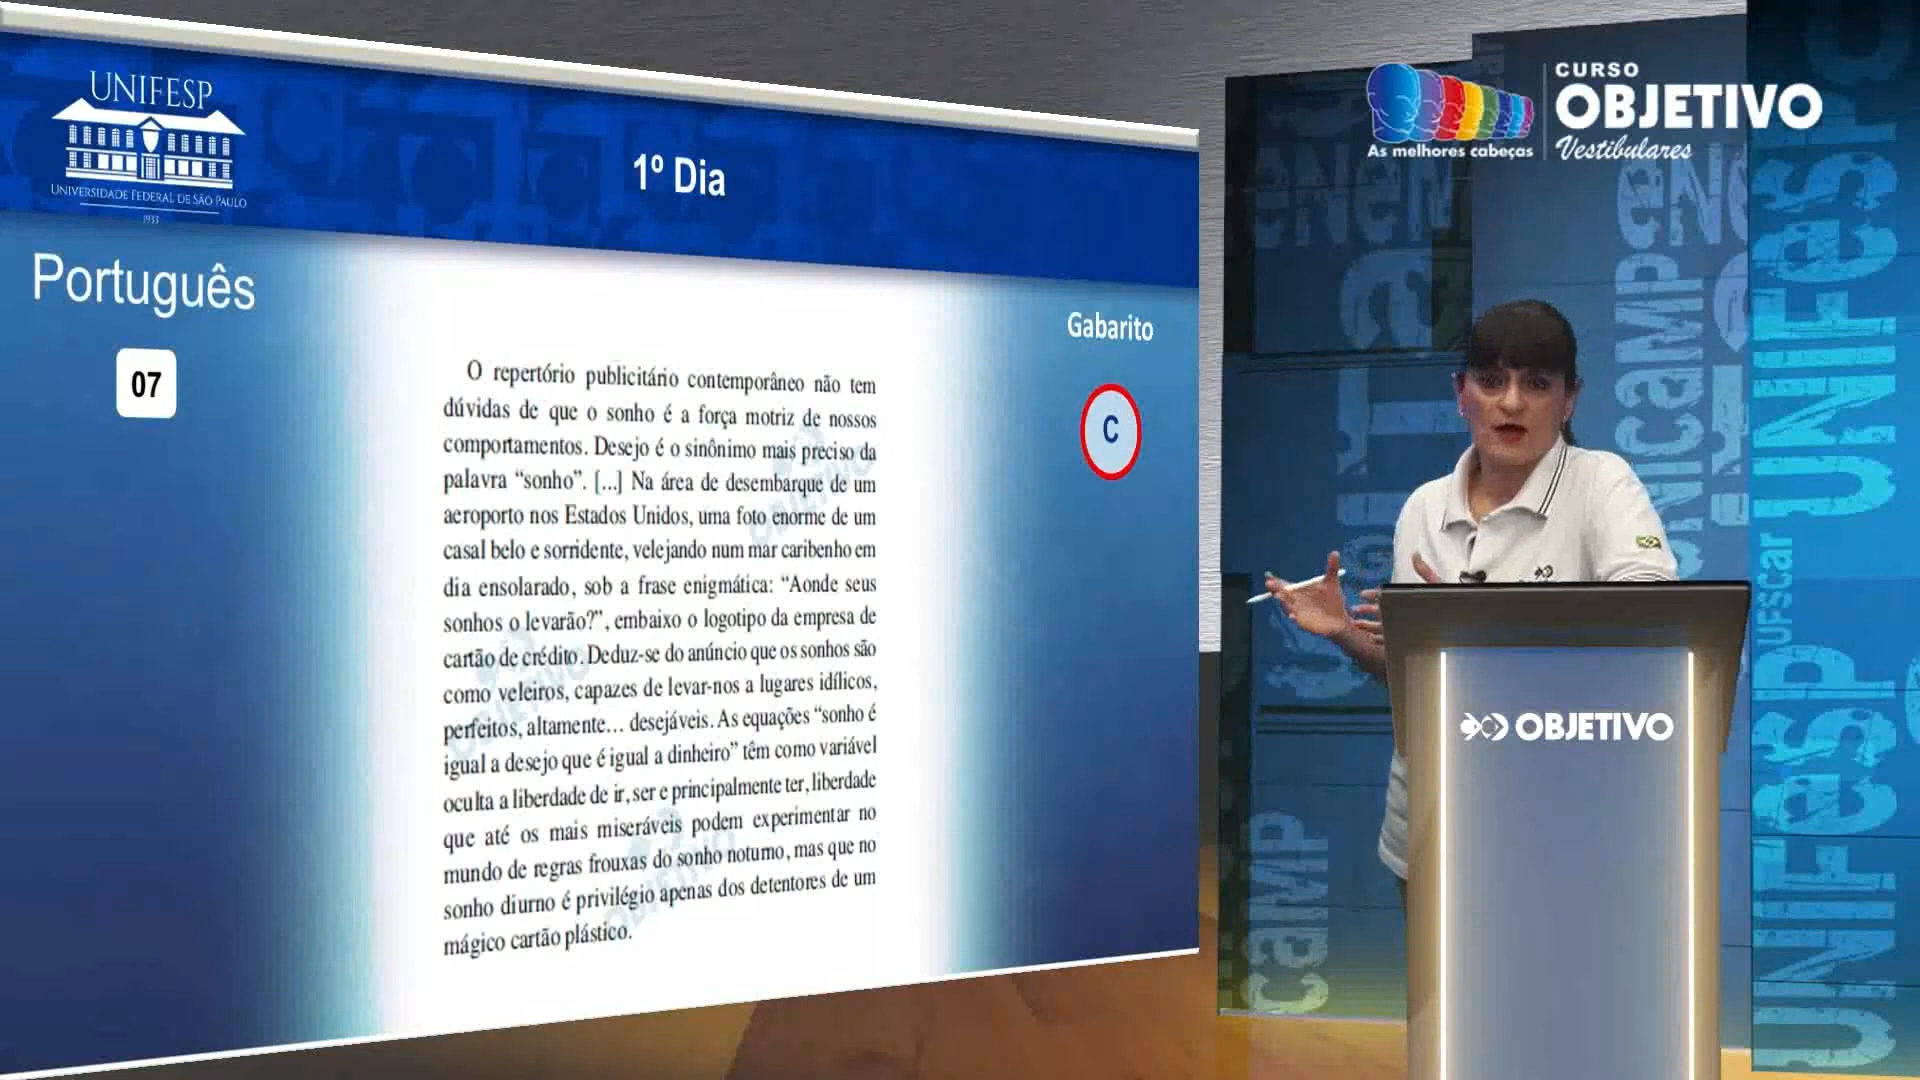 UNIFESP
UNIVERSIDADE FEDERAL DE SÃO PAULO
1933
1º Dia
Português
07
O repertório publicitário contemporâneo não tem
dúvidas de que o sonho é a força motriz de nossos
comportamentos. Desejo é o sinônimo mais preciso da
palavra “sonho”. [...] Na área de desembarque de um
aeroporto nos Estados Unidos, uma foto enorme de um
casal belo e sorridente, velejando num mar caribenho em
dia ensolarado, sob a frase enigmática: “Aonde seus
sonhos o levarão?”, embaixo o logotipo da empresa de
cartão de crédito. Deduz-se do anúncio que os sonhos são
como veleiros, capazes de levar-nos a lugares idílicos,
perfeitos, altamente... desejáveis. As equações “sonho é
igual a desejo que é igual a dinheiro” têm como variável
oculta a liberdade de ir, ser e principalmente ter, liberdade
que até os mais miseráveis podem experimentar no
mundo de regras frouxas do sonho noturno, mas que no
sonho diurno é privilégio apenas dos detentores de um
mágico cartão plástico.
Gabarito
C
As melhores cabeças
CURSO
OBJETIVO
Vestibulares
OBJETIVO
UNIFESP
UNICAMP
UFSCar
UNIFESP